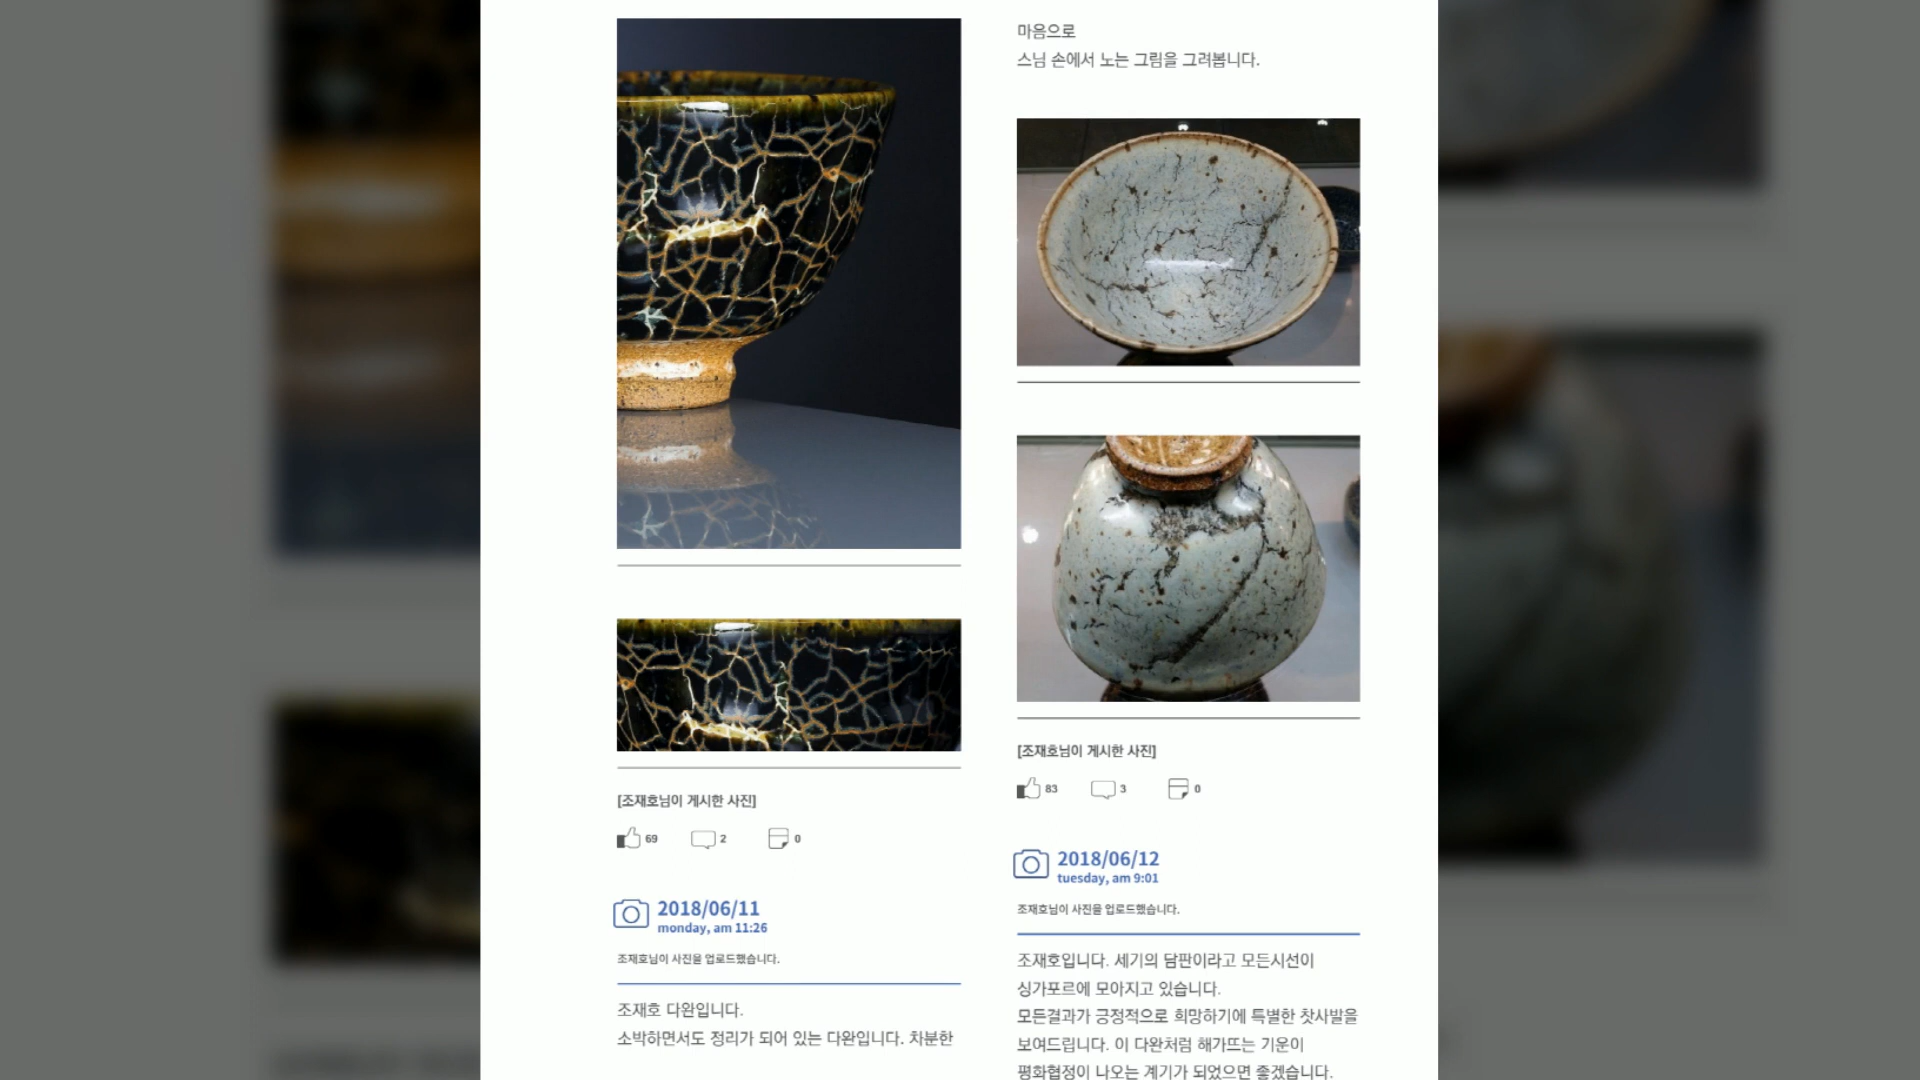 [조재호님이 게시한 사진]
69 2 0
2018/06/11
monday, am 11:26
조재호님이 사진을 업로드했습니다.
조재호 다완입니다.
소박하면서도 정리가 되어 있는 다완입니다. 차분한
마음으로
스님 손에서 노는 그림을 그려봅니다.
[조재호님이 게시한 사진]
83 3 0
2018/06/12
tuesday, am 9:01
조재호님이 사진을 업로드했습니다.
조재호입니다. 세기의 담판이라고 모든시선이
싱가포르에 모아지고 있습니다.
모든결과가 긍정적으로 희망하기에 특별한 찻사발을
보여드립니다. 이 다완처럼 해가뜨는 기운이
평화협정이 나오는 계기가 되었으면 좋겠습니다.